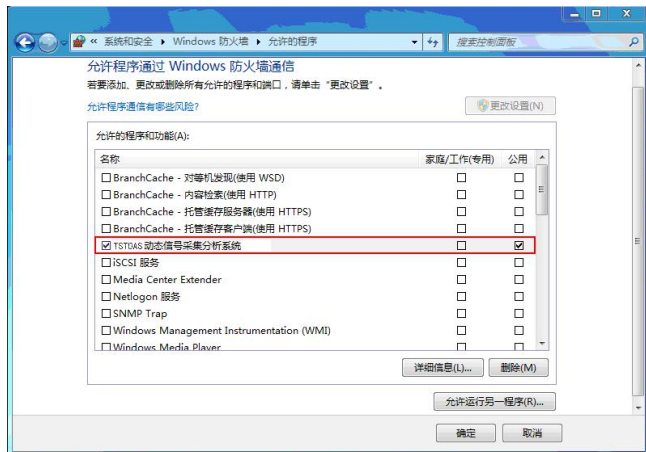 « 系统和安全 ▸ Windows 防火墙 ▸ 允许的程序
搜索控制面板
允许程序通过 Windows 防火墙通信
若要添加、更改或删除所有允许的程序和端口，请单击“更改设置”。
允许程序通信有哪些风险?
更改设置(N)
允许的程序和功能(A):
名称 家庭/工作(专用) 公用
BranchCache - 对等机发现(使用 WSD)
BranchCache - 内容检索(使用 HTTP)
BranchCache - 托管缓存服务器(使用 HTTPS)
BranchCache - 托管缓存客户端(使用 HTTPS)
TSTDAS 动态信号采集分析系统
iSCSI 服务
Media Center Extender
Netlogon 服务
SNMP Trap
Windows Management Instrumentation (WMI)
Windows Media Player
详细信息(L)... 删除(M)
允许运行另一程序(R)...
确定 取消